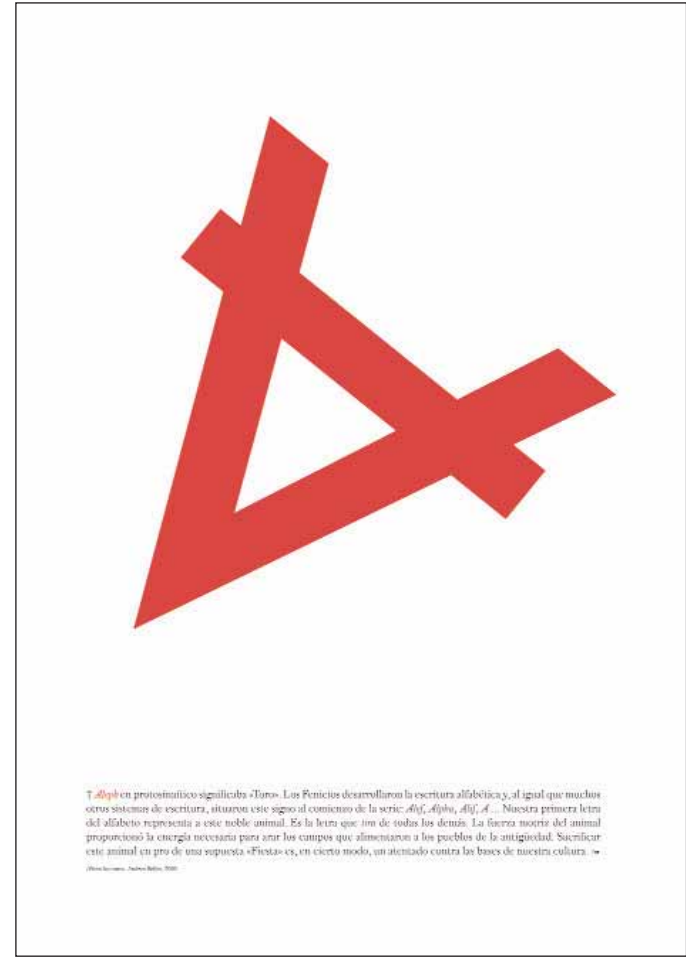 Aleph en protosinaítico significaba «Toro». Los Fenicios desarrollaron la escritura alfabética y, al igual que muchos
otros sistemas de escritura, situaron este signo al comienzo de la serie: Alef, Alpha, Alif, A... Nuestra primera letra
del alfabeto representa a este noble animal. Es la letra que tira de todas los demás. La fuerza motriz del animal
proporcionó la energía necesaria para arar los campos que alimentaron a los pueblos de la antigüedad. Sacrificar
este animal en pro de una supuesta «Fiesta» es, en cierto modo, un atentado contra las bases de nuestra cultura.